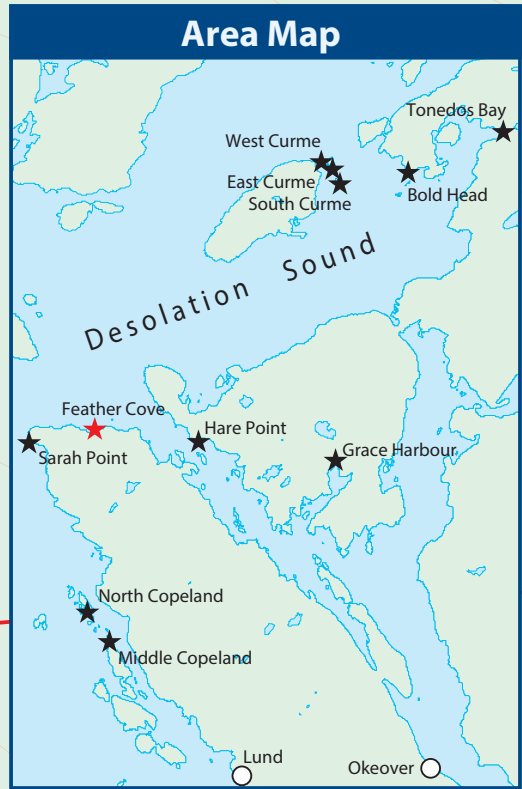 Area Map
Tonedos Bay
West Curme
East Curme
South Curme
Bold Head
Desolation Sound
Feather Cove
Hare Point
Sarah Point
Grace Harbour
North Copeland
Middle Copeland
Lund
Okeover